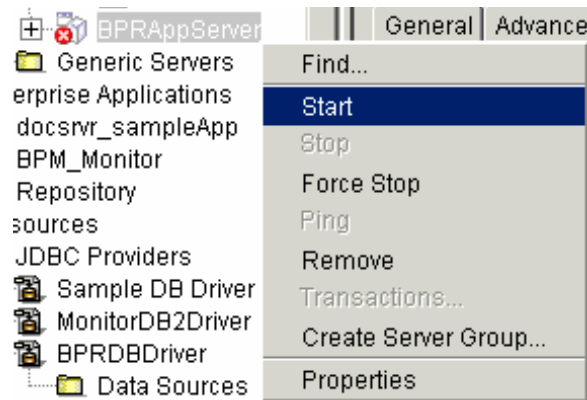 BPRAppServer
Generic Servers
erprise Applications
docsrvr_sampleApp
BPM_Monitor
Repository
sources
JDBC Providers
Sample DB Driver
MonitorDB2Driver
BPRDBDriver
Data Sources
General Advance
Find...
Start
Stop
Force Stop
Ping
Remove
Transactions...
Create Server Group...
Properties